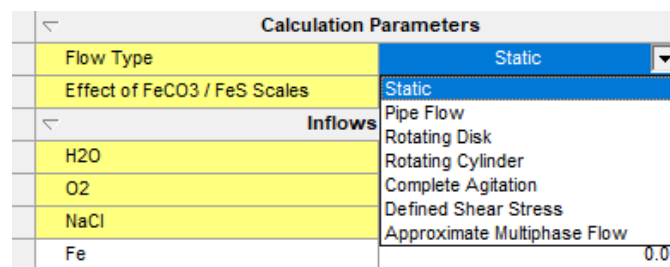 Calculation Parameters
Flow Type Static
Effect of FeCO3 / FeS Scales Static
Pipe Flow
Inflows
Rotating Disk
H2O Rotating Cylinder
O2 Complete Agitation
Defined Shear Stress
NaCl
Approximate Multiphase Flow
Fe 0.0